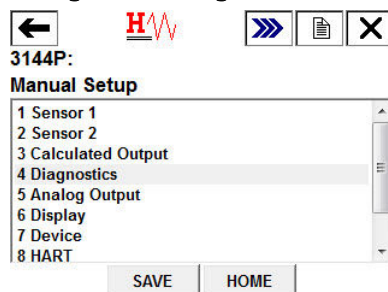 H
3144P:
Manual Setup
1 Sensor 1
2 Sensor 2
3 Calculated Output
4 Diagnostics
5 Analog Output
6 Display
7 Device
8 HART
SAVE HOME